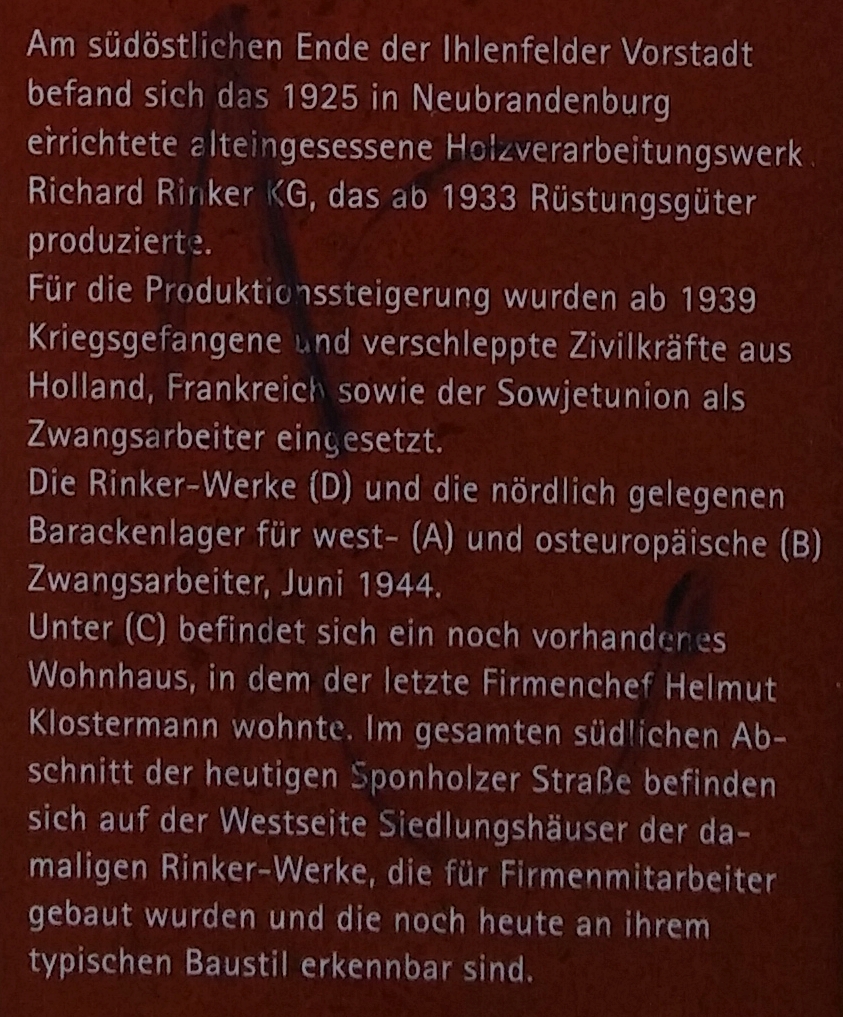 Am südöstlichen Ende der Ihlenfelder Vorstadt
befand sich das 1925 in Neubrandenburg
errichtete alteingesessene Holzverarbeitungswerk
Richard Rinker KG, das ab 1933 Rüstungsgüter
produzierte.
Für die Produktionssteigerung wurden ab 1939
Kriegsgefangene und verschleppte Zivilkräfte aus
Holland, Frankreich sowie der Sowjetunion als
Zwangsarbeiter eingesetzt.
Die Rinker-Werke (D) und die nördlich gelegenen
Barackenlager für west- (A) und osteuropäische (B)
Zwangsarbeiter, Juni 1944.
Unter (C) befindet sich ein noch vorhandenes
Wohnhaus, in dem der letzte Firmenchef Helmut
Klostermann wohnte. Im gesamten südlichen Ab-
schnitt der heutigen Sponholzer Straße befinden
sich auf der Westseite Siedlungshäuser der da-
maligen Rinker-Werke, die für Firmenmitarbeiter
gebaut wurden und die noch heute an ihrem
typischen Baustil erkennbar sind.